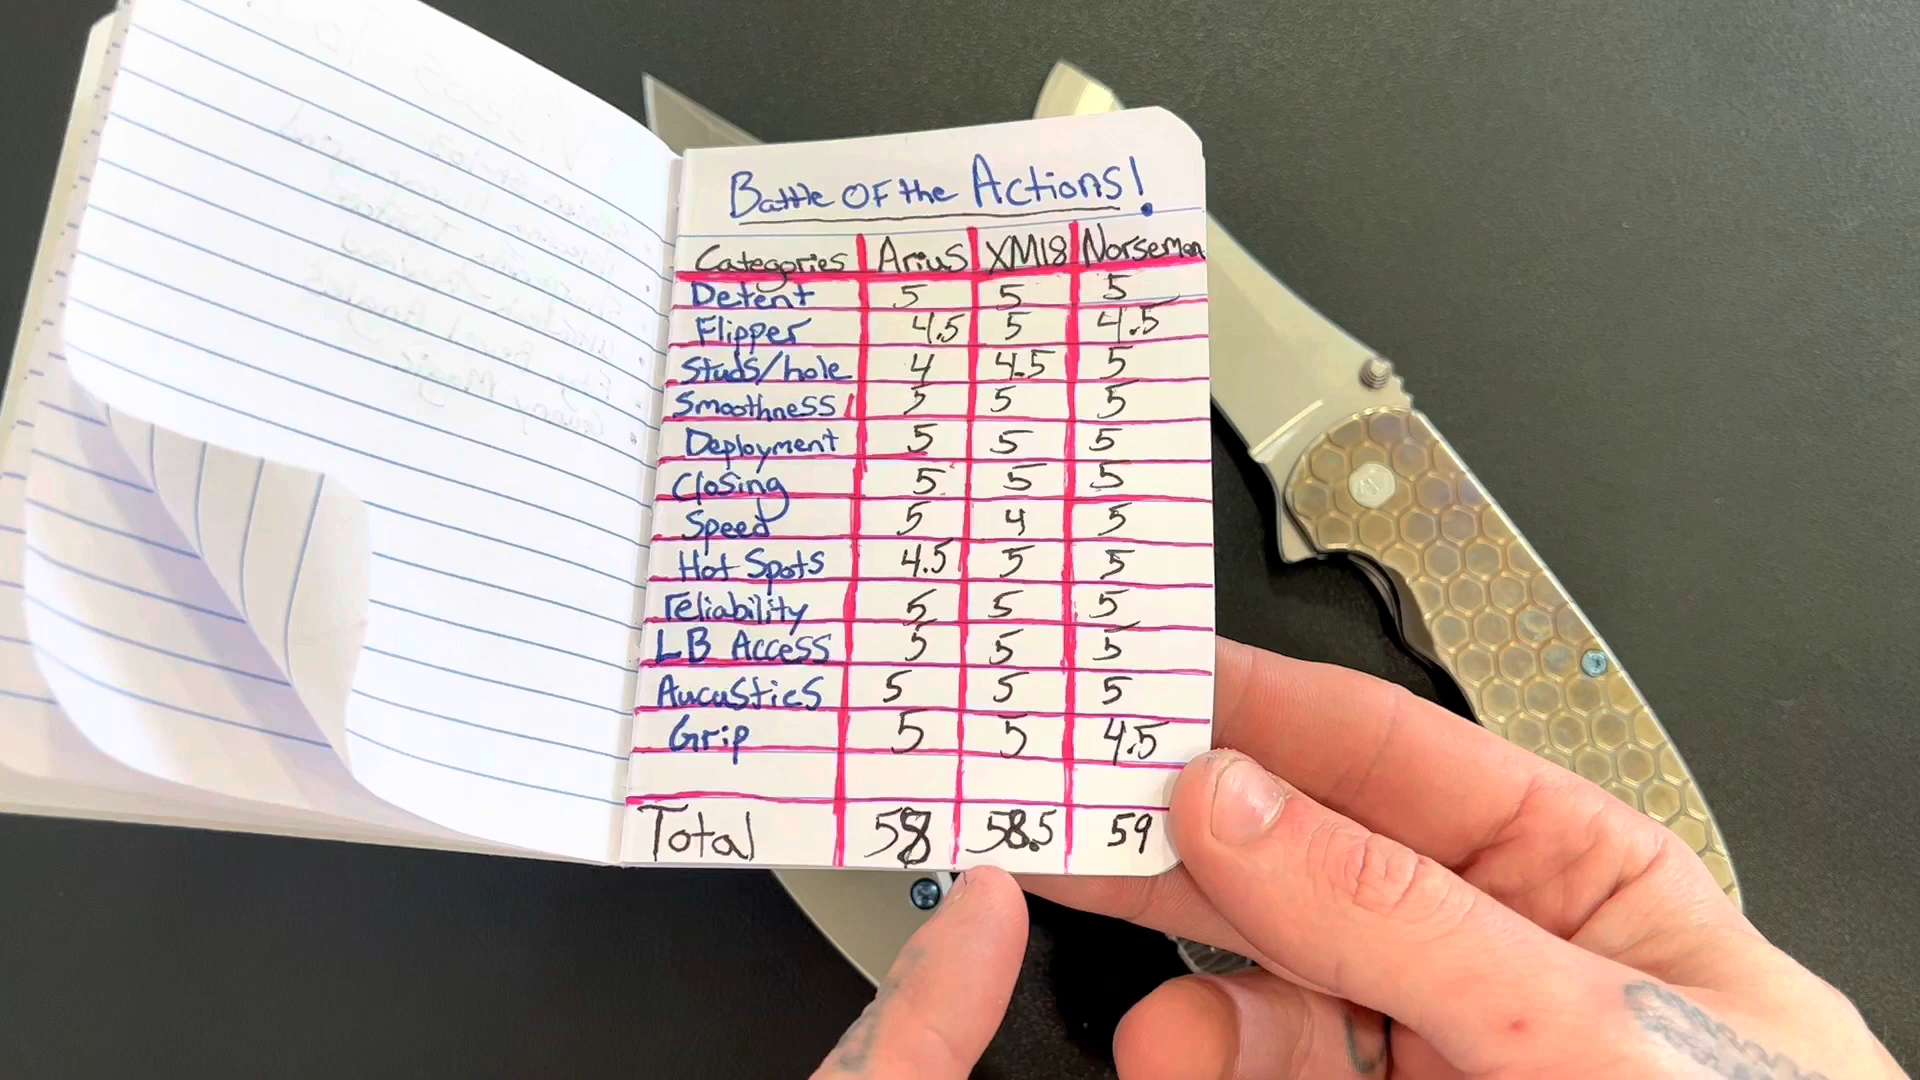 Battle Of the Actions!
Categories Arius XM18 Norseman
Detent 5 5 5
Flipper 4.5 5 4.5
Studs/hole 4 4.5 5
Smoothness 5 5 5
Deployment 5 5 5
Closing 5 5 5
Speed 5 4 5
Hot Spots 4.5 5 5
reliability 5 5 5
LB Access 5 5 5
Aucustics 5 5 5
Grip 5 5 4.5
Total 58 58.5 59